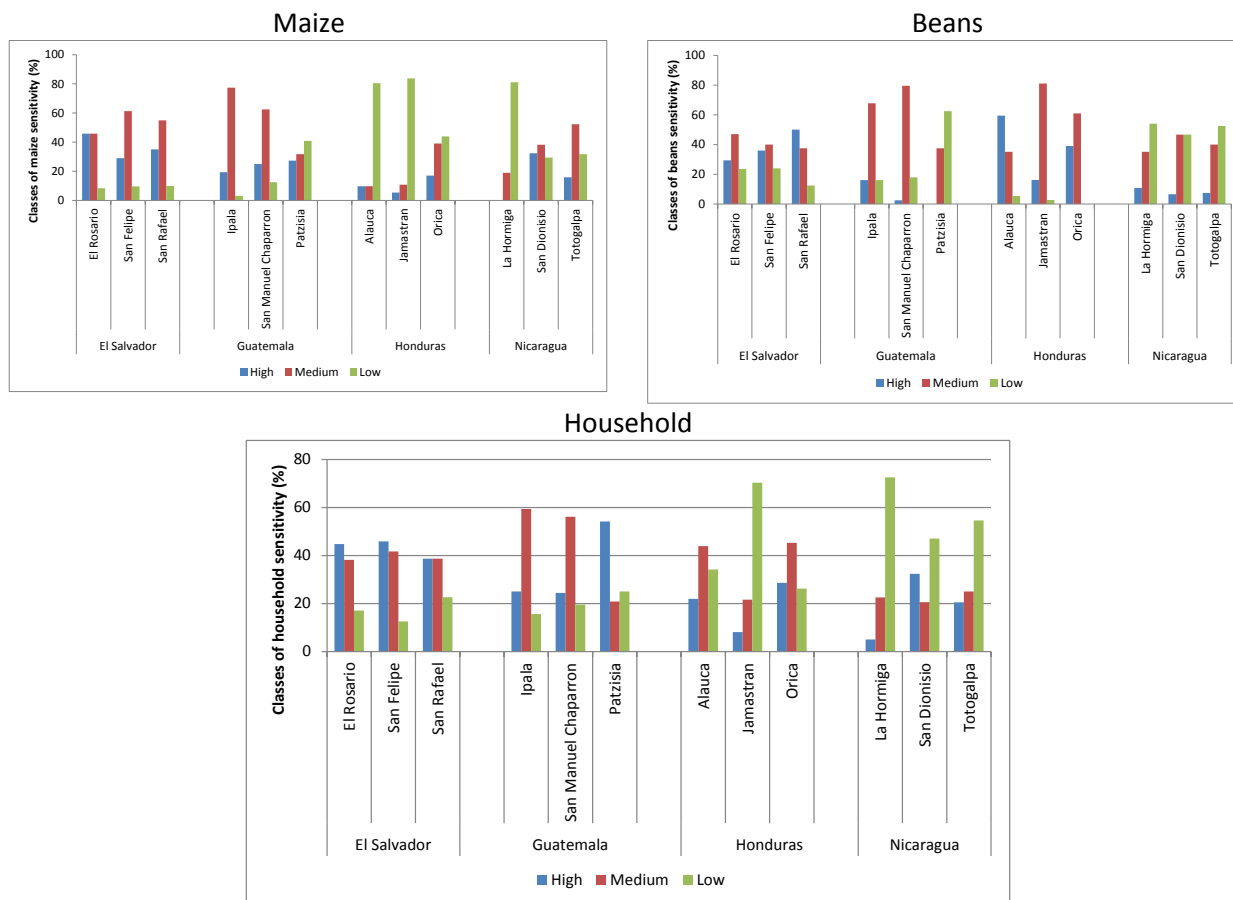 Maize
Classes of maize sensitivity (%)
100
80
60
40
20
0
El Rosario
San Felipe
San Rafael
Ipala
San Manuel Chaparron
Patzisia
Alauca
Jamastran
Orica
La Hormiga
San Dionisio
Totogalpa
El Salvador Guatemala Honduras Nicaragua
High Medium Low
Beans
Classes of beans sensitivity (%)
100
80
60
40
20
0
El Rosario
San Felipe
San Rafael
Ipala
San Manuel Chaparron
Patzisia
Alauca
Jamastran
Orica
La Hormiga
San Dionisio
Totogalpa
El Salvador Guatemala Honduras Nicaragua
High Medium Low
Household
Classes of household sensitivity (%)
80
60
40
20
0
El Rosario
San Felipe
San Rafael
Ipala
San Manuel Chaparron
Patzisia
Alauca
Jamastran
Orica
La Hormiga
San Dionisio
Totogalpa
El Salvador Guatemala Honduras Nicaragua
High Medium Low